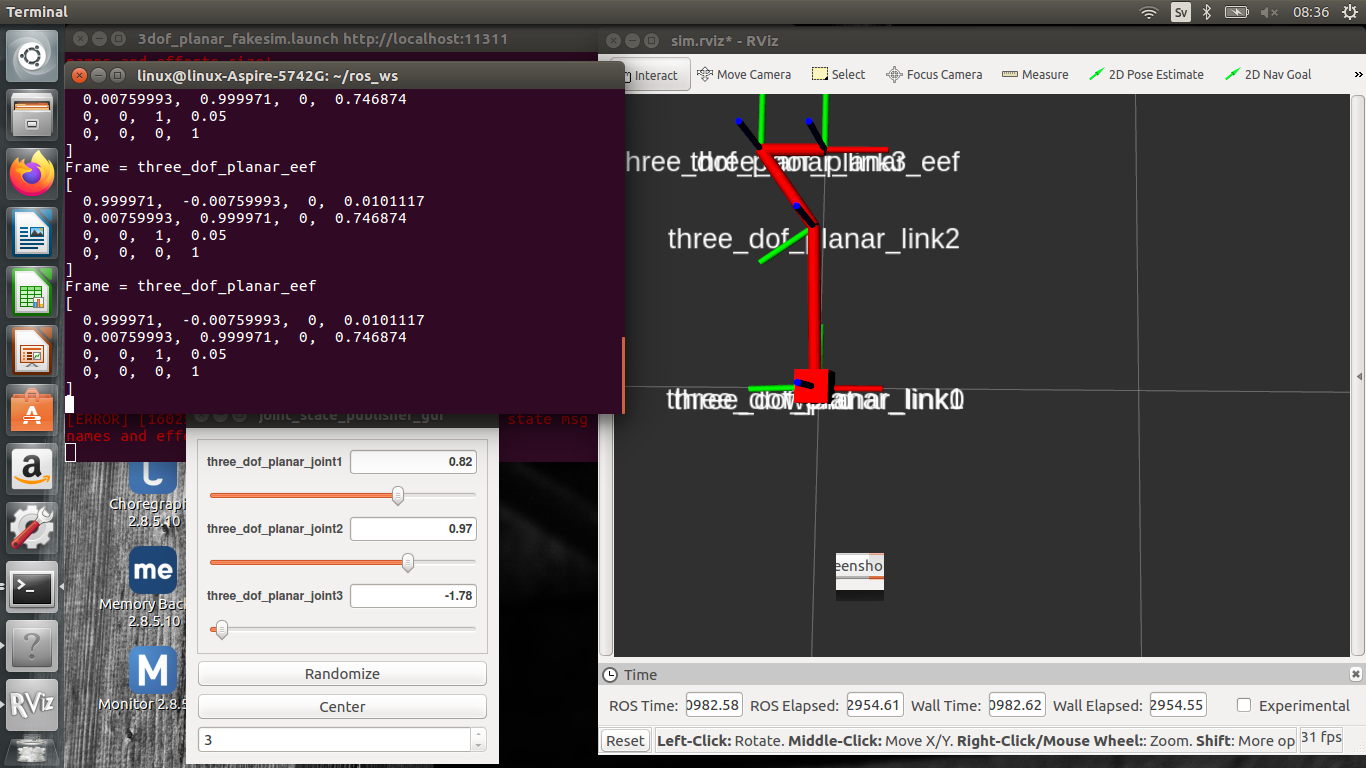 Terminal
Sv
08:36
3dof_planar_fakesim.launch http://localhost:11311
sim.rviz* - RViz
linux@linux-Aspire-5742G: ~/ros_ws
Interact
Move Camera
Select
Focus Camera
Measure
2D Pose Estimate
2D Nav Goal
»
0.00759993, 0.999971, 0, 0.746874
0, 0, 1, 0.05
0, 0, 0, 1
]
Frame = three_dof_planar_eef
[
0.999971, -0.00759993, 0, 0.0101117
0.00759993, 0.999971, 0, 0.746874
0, 0, 1, 0.05
0, 0, 0, 1
]
Frame = three_dof_planar_eef
[
0.999971, -0.00759993, 0, 0.0101117
0.00759993, 0.999971, 0, 0.746874
0, 0, 1, 0.05
0, 0, 0, 1
]
three_dof_planar_link2
[ERROR] [1602
state msg
names and effo
joint_state_publisher_gui
three_dof_planar_joint1 0.82
three_dof_planar_joint2 0.97
three_dof_planar_joint3 -1.78
Randomize
Center
3
Choregraph
2.8.5.10
me
Memory Bac
2.8.5.10
M
Monitor 2.8.5
RViz
eensho
Time
ROS Time: 0982.58 ROS Elapsed: 2954.61 Wall Time: 0982.62 Wall Elapsed: 2954.55 Experimental
Reset Left-Click: Rotate. Middle-Click: Move X/Y. Right-Click/Mouse Wheel:: Zoom. Shift: More op 31 fps